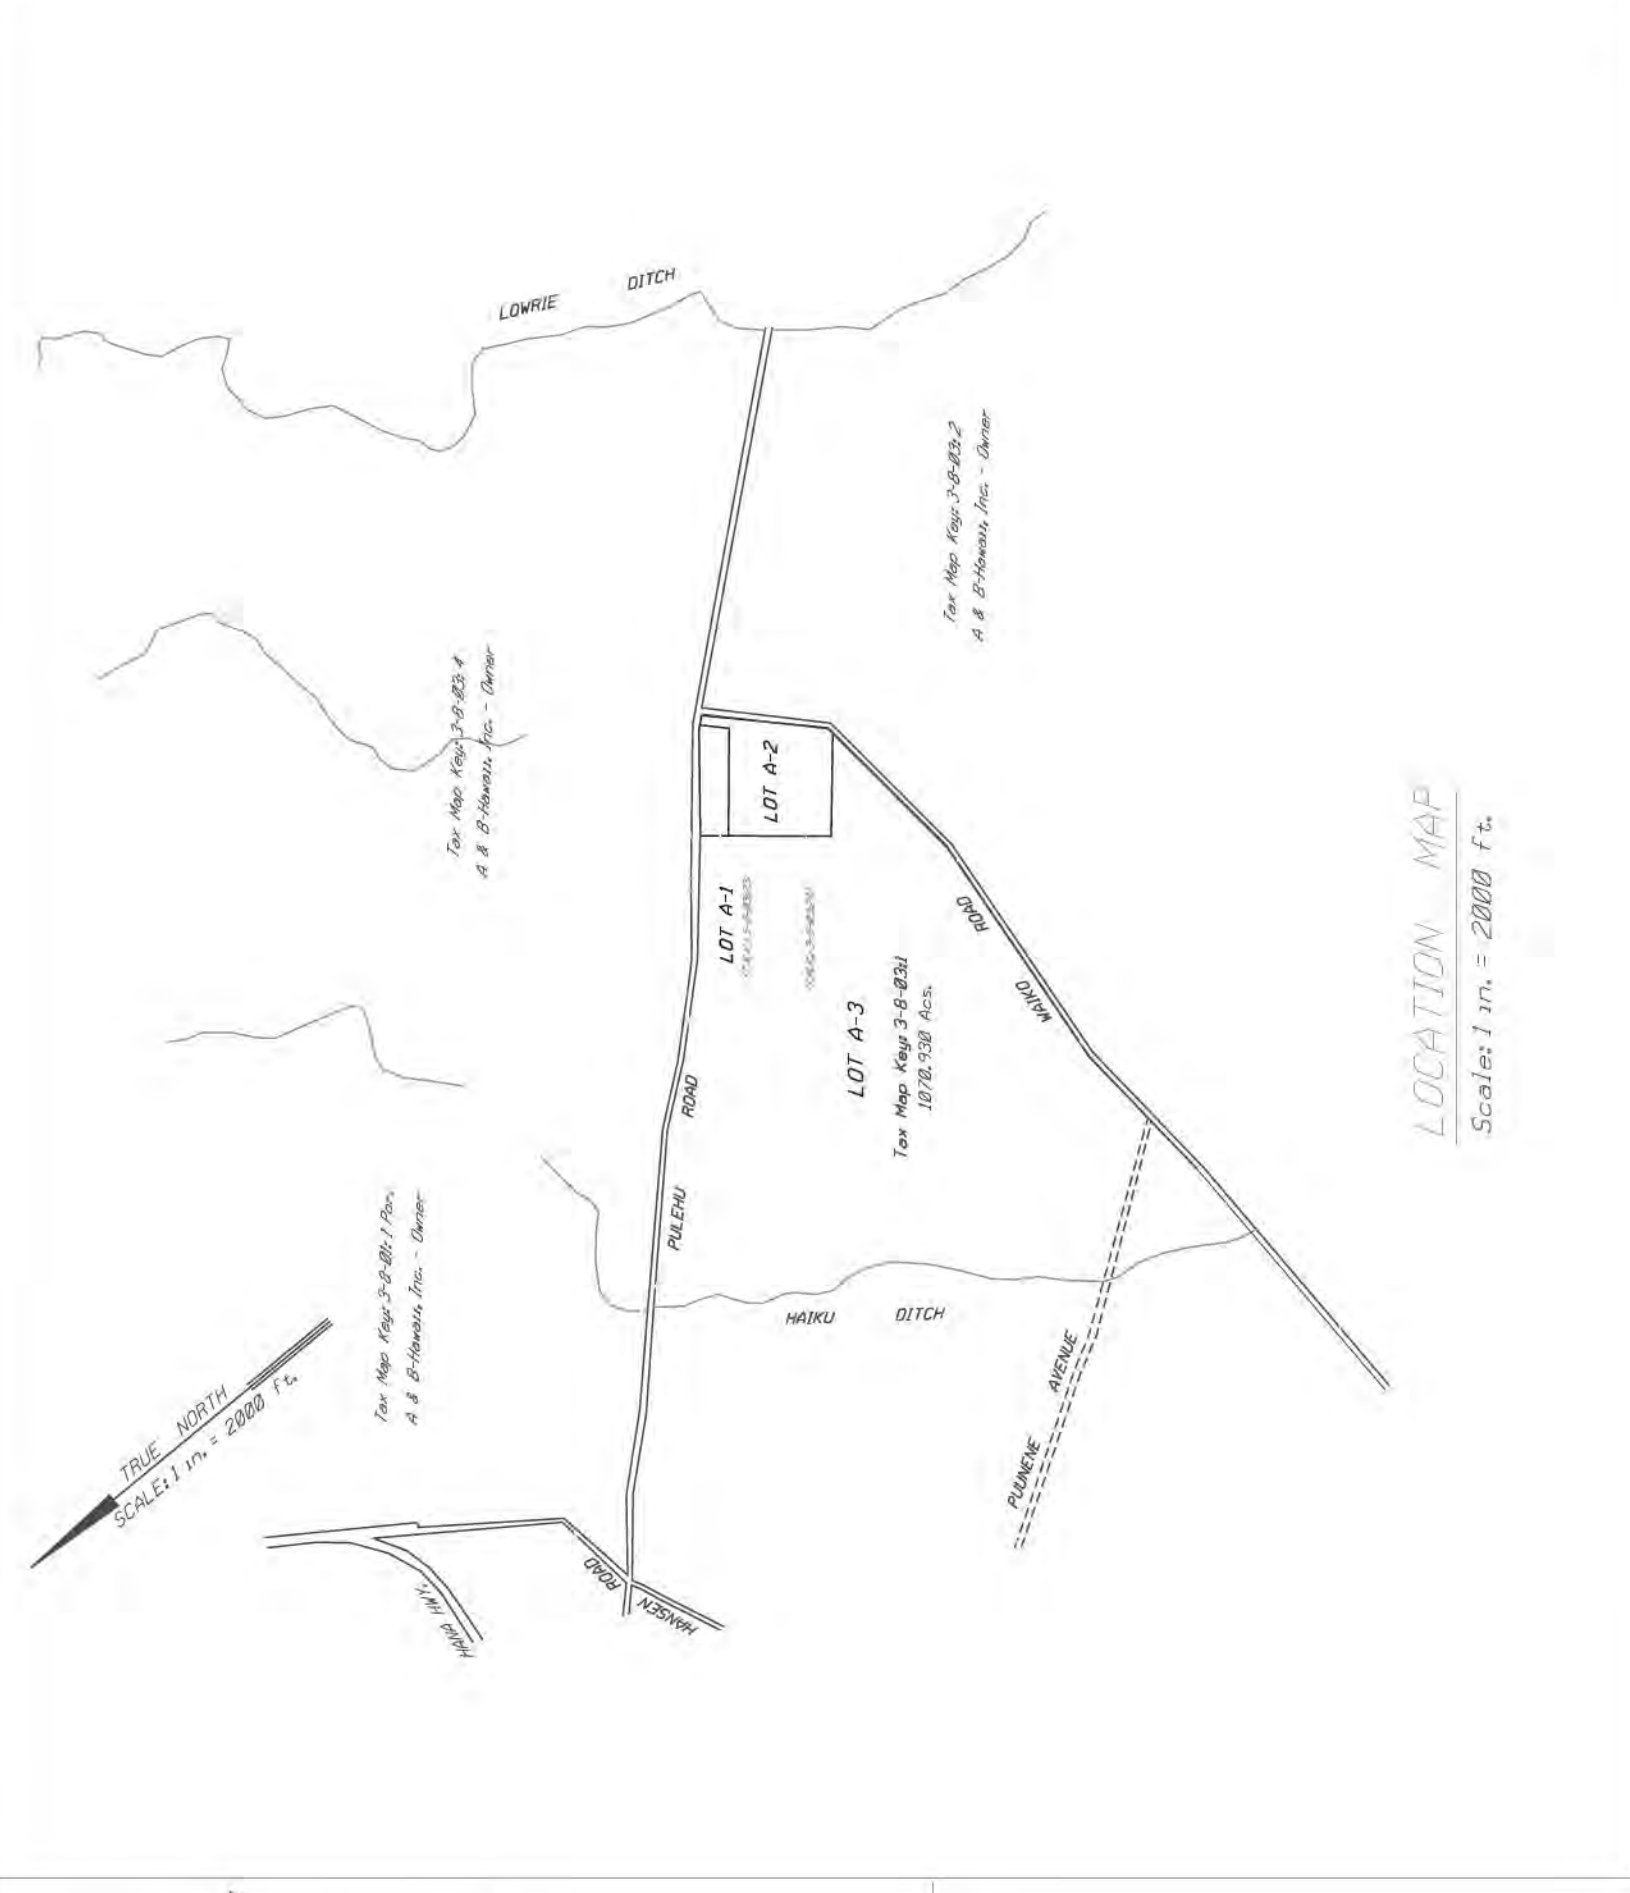 LOWRIE DITCH
Tax Map Key: 3-8-03: 2
A & B-Hawaii, Inc. - Owner
Tax Map Key: 3-8-03: 4
A & B-Hawaii, Inc. - Owner
LOT A-2
LOT A-1
LOT A-3
Tax Map Key: 3-8-03:1
1070.930 Acs.
WAIKO ROAD
PULEHU ROAD
Tax Map Key: 3-8-01: 1 Por.
A & B-Hawaii, Inc. - Owner
HAIKU DITCH
PUUNENE AVENUE
TRUE NORTH
SCALE: 1 in. = 2000 ft.
HANA HWY.
HANSEN ROAD
LOCATION MAP
Scale: 1 in. = 2000 ft.